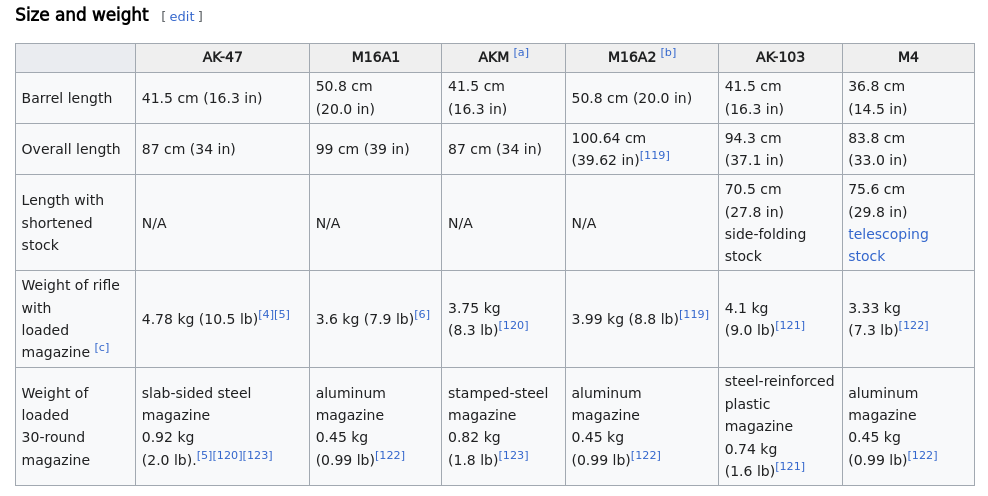 Size and weight [ edit ]
AK-47 M16A1 AKM [a] M16A2 [b] AK-103 M4
Barrel length
41.5 cm (16.3 in)
50.8 cm
(20.0 in)
41.5 cm
(16.3 in)
50.8 cm (20.0 in)
41.5 cm
(16.3 in)
36.8 cm
(14.5 in)
Overall length
87 cm (34 in)
99 cm (39 in)
87 cm (34 in)
100.64 cm
(39.62 in)[119]
94.3 cm
(37.1 in)
83.8 cm
(33.0 in)
Length with
shortened
stock
N/A
N/A
N/A
N/A
70.5 cm
(27.8 in)
side-folding
stock
75.6 cm
(29.8 in)
telescoping
stock
Weight of rifle
with
loaded
magazine [c]
4.78 kg (10.5 lb)[4][5]
3.6 kg (7.9 lb)[6]
3.75 kg
(8.3 lb)[120]
3.99 kg (8.8 lb)[119]
4.1 kg
(9.0 lb)[121]
3.33 kg
(7.3 lb)[122]
Weight of
loaded
30-round
magazine
slab-sided steel
magazine
0.92 kg
(2.0 lb).[5][120][123]
aluminum
magazine
0.45 kg
(0.99 lb)[122]
stamped-steel
magazine
0.82 kg
(1.8 lb)[123]
aluminum
magazine
0.45 kg
(0.99 lb)[122]
steel-reinforced
plastic
magazine
0.74 kg
(1.6 lb)[121]
aluminum
magazine
0.45 kg
(0.99 lb)[122]